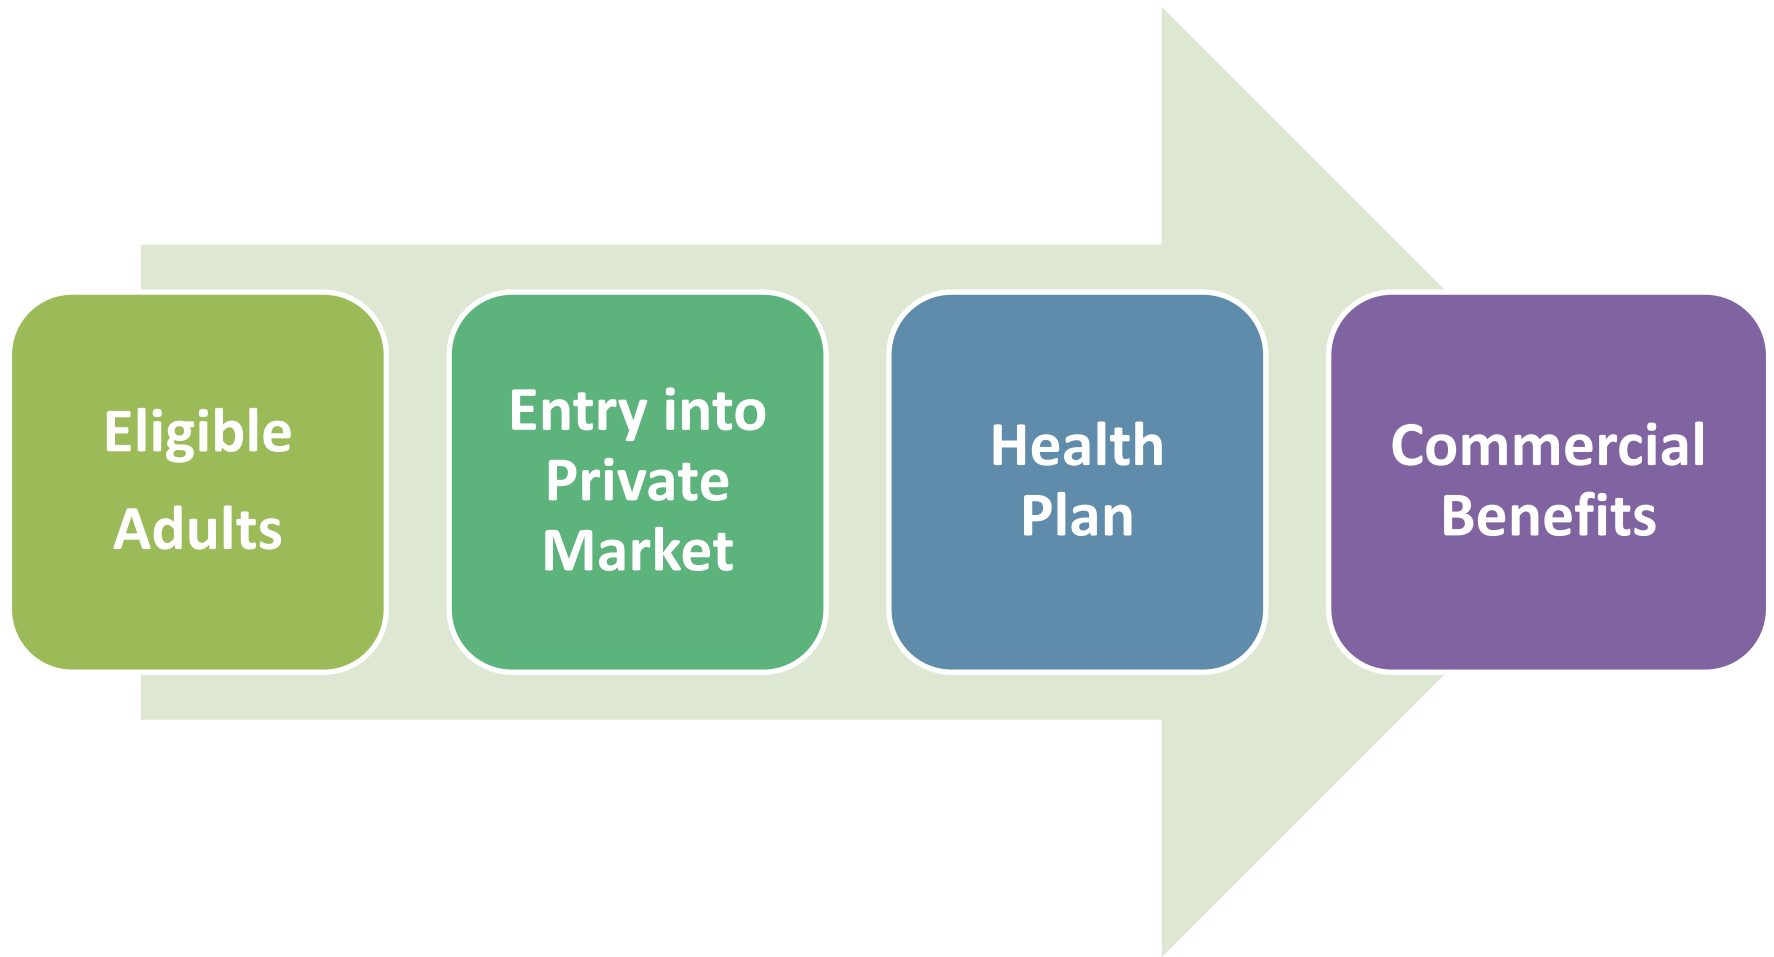 Eligible
Adults
Entry into
Private
Market
Health
Plan
Commercial
Benefits